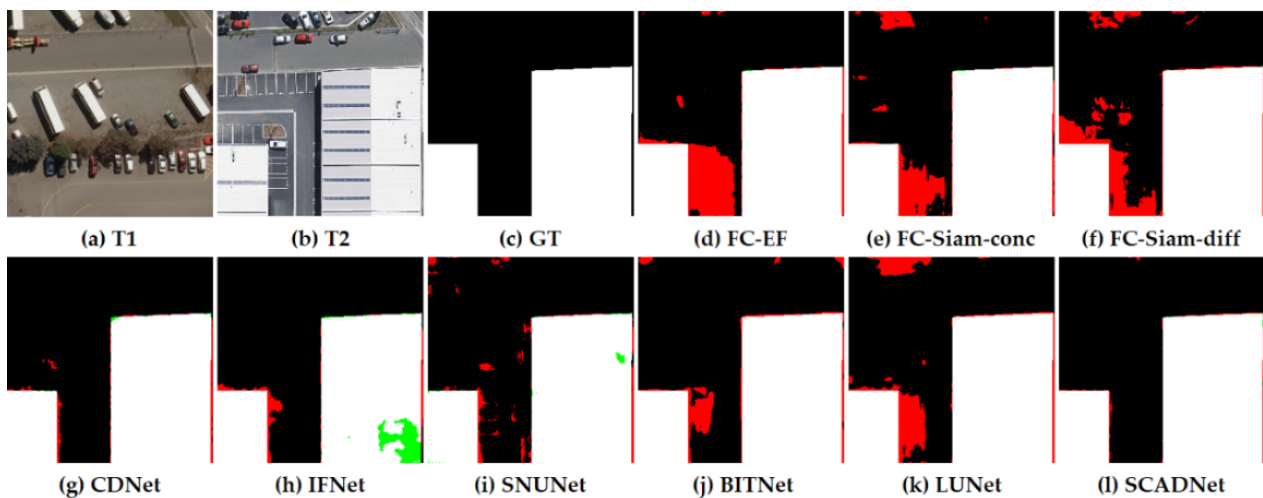 (a) T1 (b) T2 (c) GT (d) FC-EF (e) FC-Siam-conc (f) FC-Siam-diff
(g) CDNet (h) IFNet (i) SNUNet (j) BITNet (k) LUNet (l) SCADNet